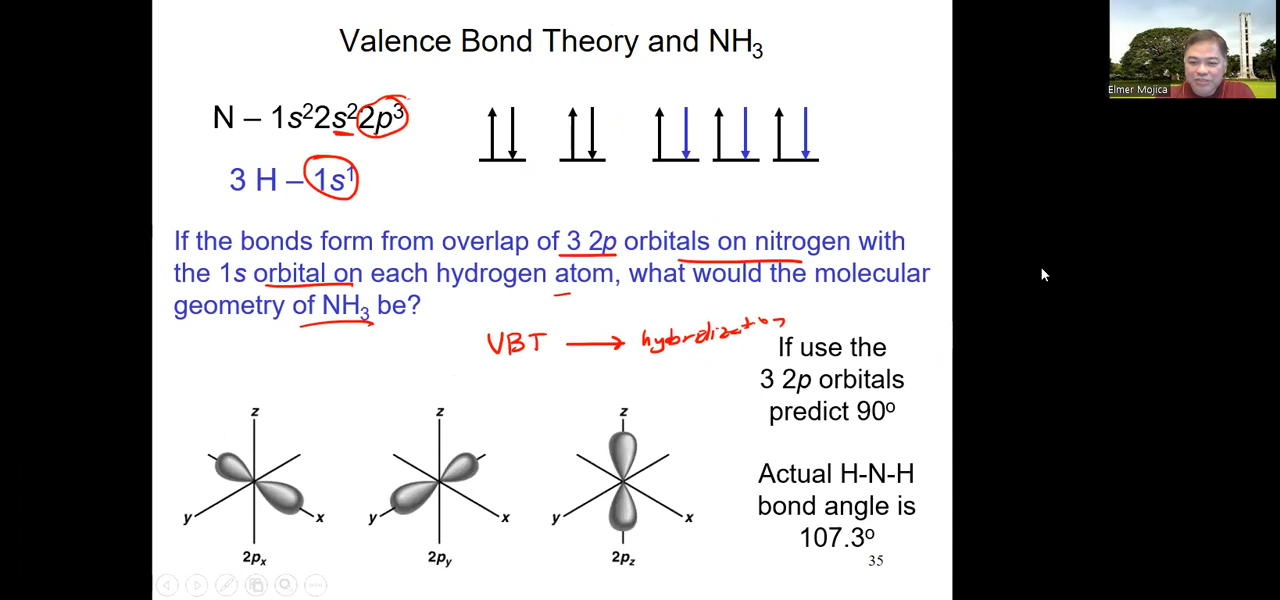 Valence Bond Theory and NH₃
Elmer Mojica
N – 1s²2s²2p³
3 H – 1s¹
If the bonds form from overlap of 3 2p orbitals on nitrogen with
the 1s orbital on each hydrogen atom, what would the molecular
geometry of NH₃ be?
VBT → hybridization
If use the
3 2p orbitals
predict 90º
Actual H-N-H
bond angle is
107.3º
z
y
x
2pₓ
z
y
x
2pᵧ
z
y
x
2p_z
35